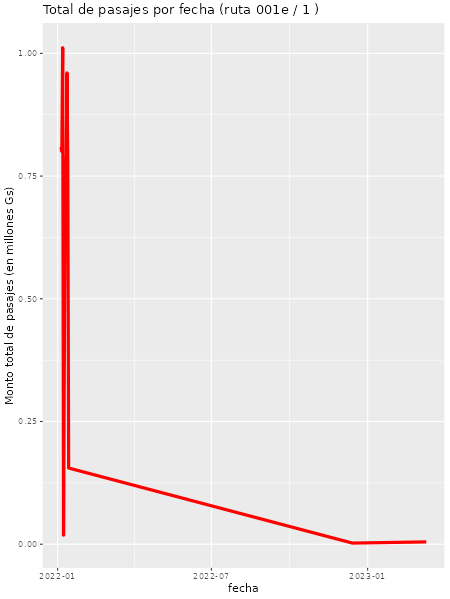 Total de pasajes por fecha (ruta 001e / 1 )
Monto total de pasajes (en millones Gs)
1.00
0.75
0.50
0.25
0.00
2022-01
2022-07
2023-01
fecha